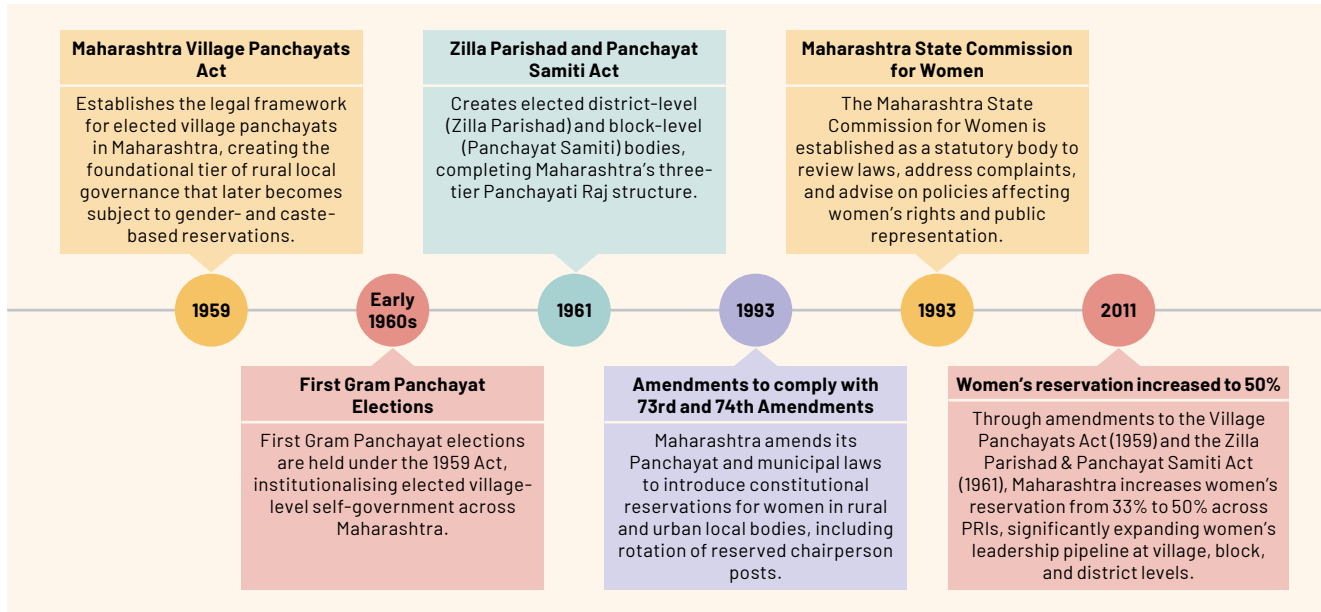 Maharashtra Village Panchayats
Act
Establishes the legal framework
for elected village panchayats
in Maharashtra, creating the
foundational tier of rural local
governance that later becomes
subject to gender- and caste-
based reservations.
Zilla Parishad and Panchayat
Samiti Act
Creates elected district-level
(Zilla Parishad) and block-level
(Panchayat Samiti) bodies,
completing Maharashtra’s three-
tier Panchayati Raj structure.
Maharashtra State Commission
for Women
The Maharashtra State
Commission for Women is
established as a statutory body to
review laws, address complaints,
and advise on policies affecting
women’s rights and public
representation.
1959
Early
1960s
1961
1993
1993
2011
First Gram Panchayat
Elections
First Gram Panchayat elections
are held under the 1959 Act,
institutionalising elected village-
level self-government across
Maharashtra.
Amendments to comply with
73rd and 74th Amendments
Maharashtra amends its
Panchayat and municipal laws
to introduce constitutional
reservations for women in rural
and urban local bodies, including
rotation of reserved chairperson
posts.
Women’s reservation increased to 50%
Through amendments to the Village
Panchayats Act (1959) and the Zilla
Parishad & Panchayat Samiti Act
(1961), Maharashtra increases women’s
reservation from 33% to 50% across
PRIs, significantly expanding women’s
leadership pipeline at village, block,
and district levels.